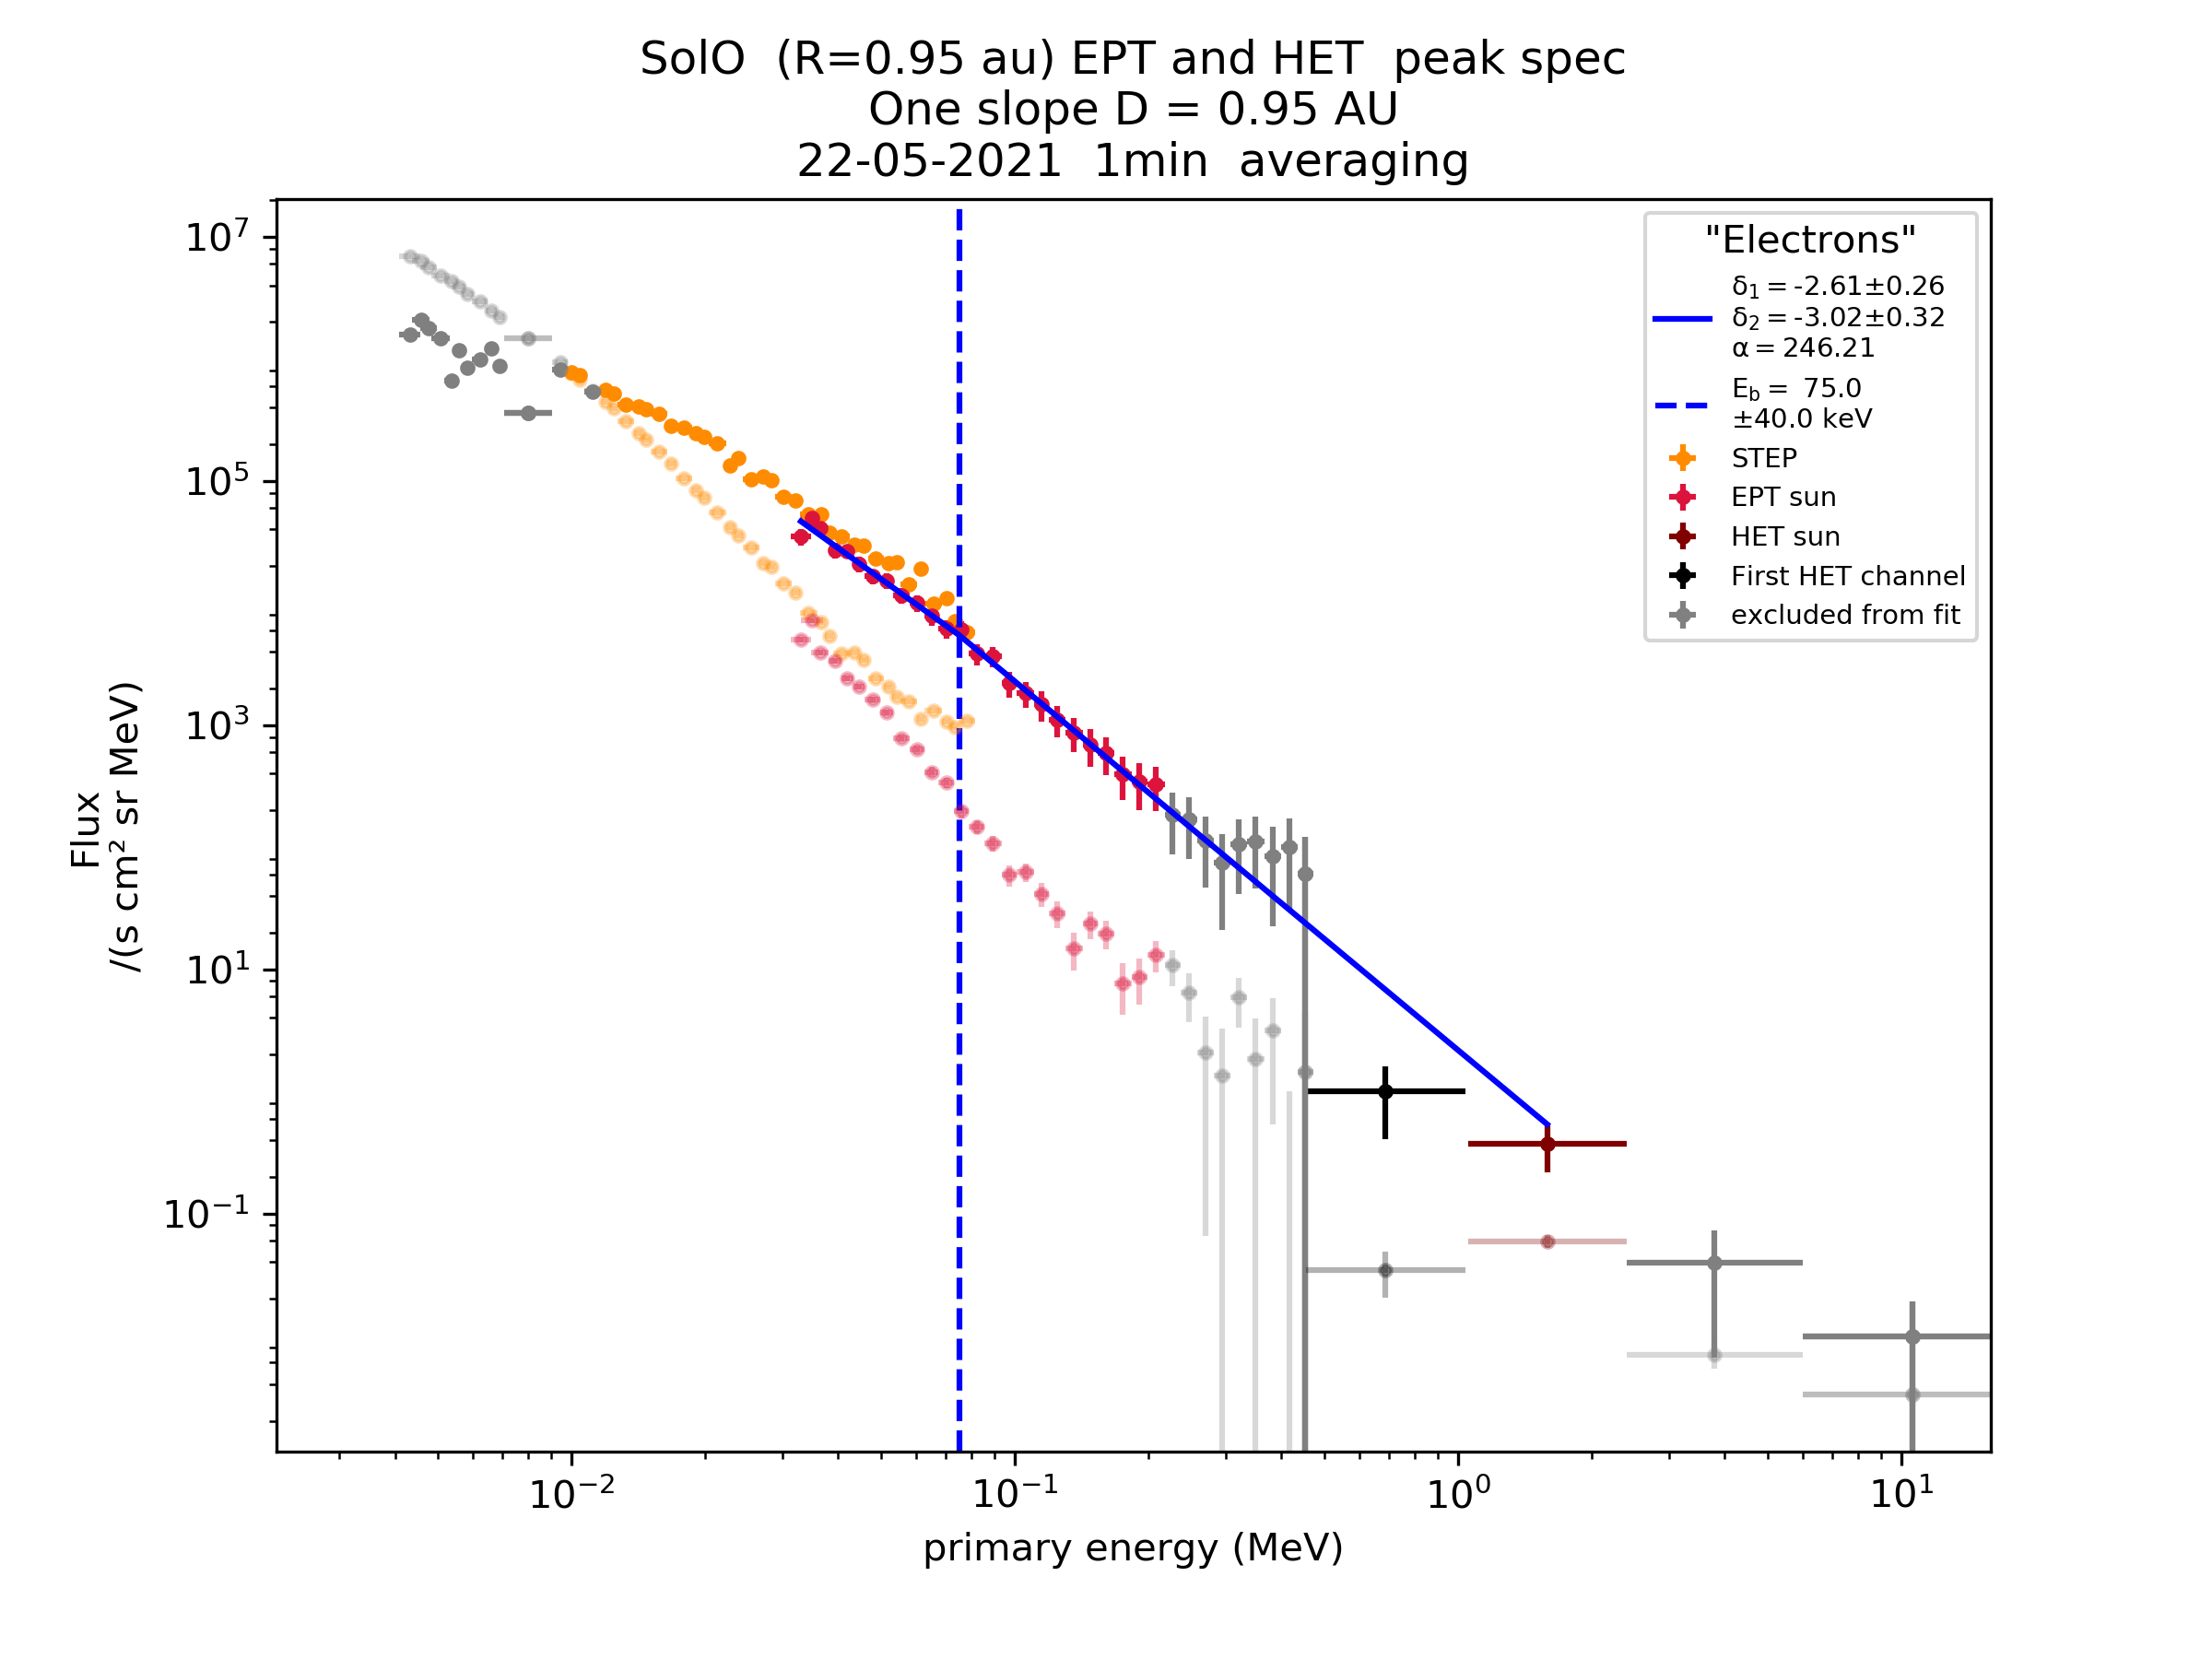 SolO (R=0.95 au) EPT and HET peak spec
One slope D = 0.95 AU
22-05-2021 1min averaging
"Electrons"
δ₁ = -2.61±0.26
δ₂ = -3.02±0.32
α = 246.21
E_b = 75.0
±40.0 keV
STEP
EPT sun
HET sun
First HET channel
excluded from fit
Flux
/(s cm² sr MeV)
10⁷
10⁵
10³
10¹
10⁻¹
10⁻² 10⁻¹ 10⁰ 10¹
primary energy (MeV)